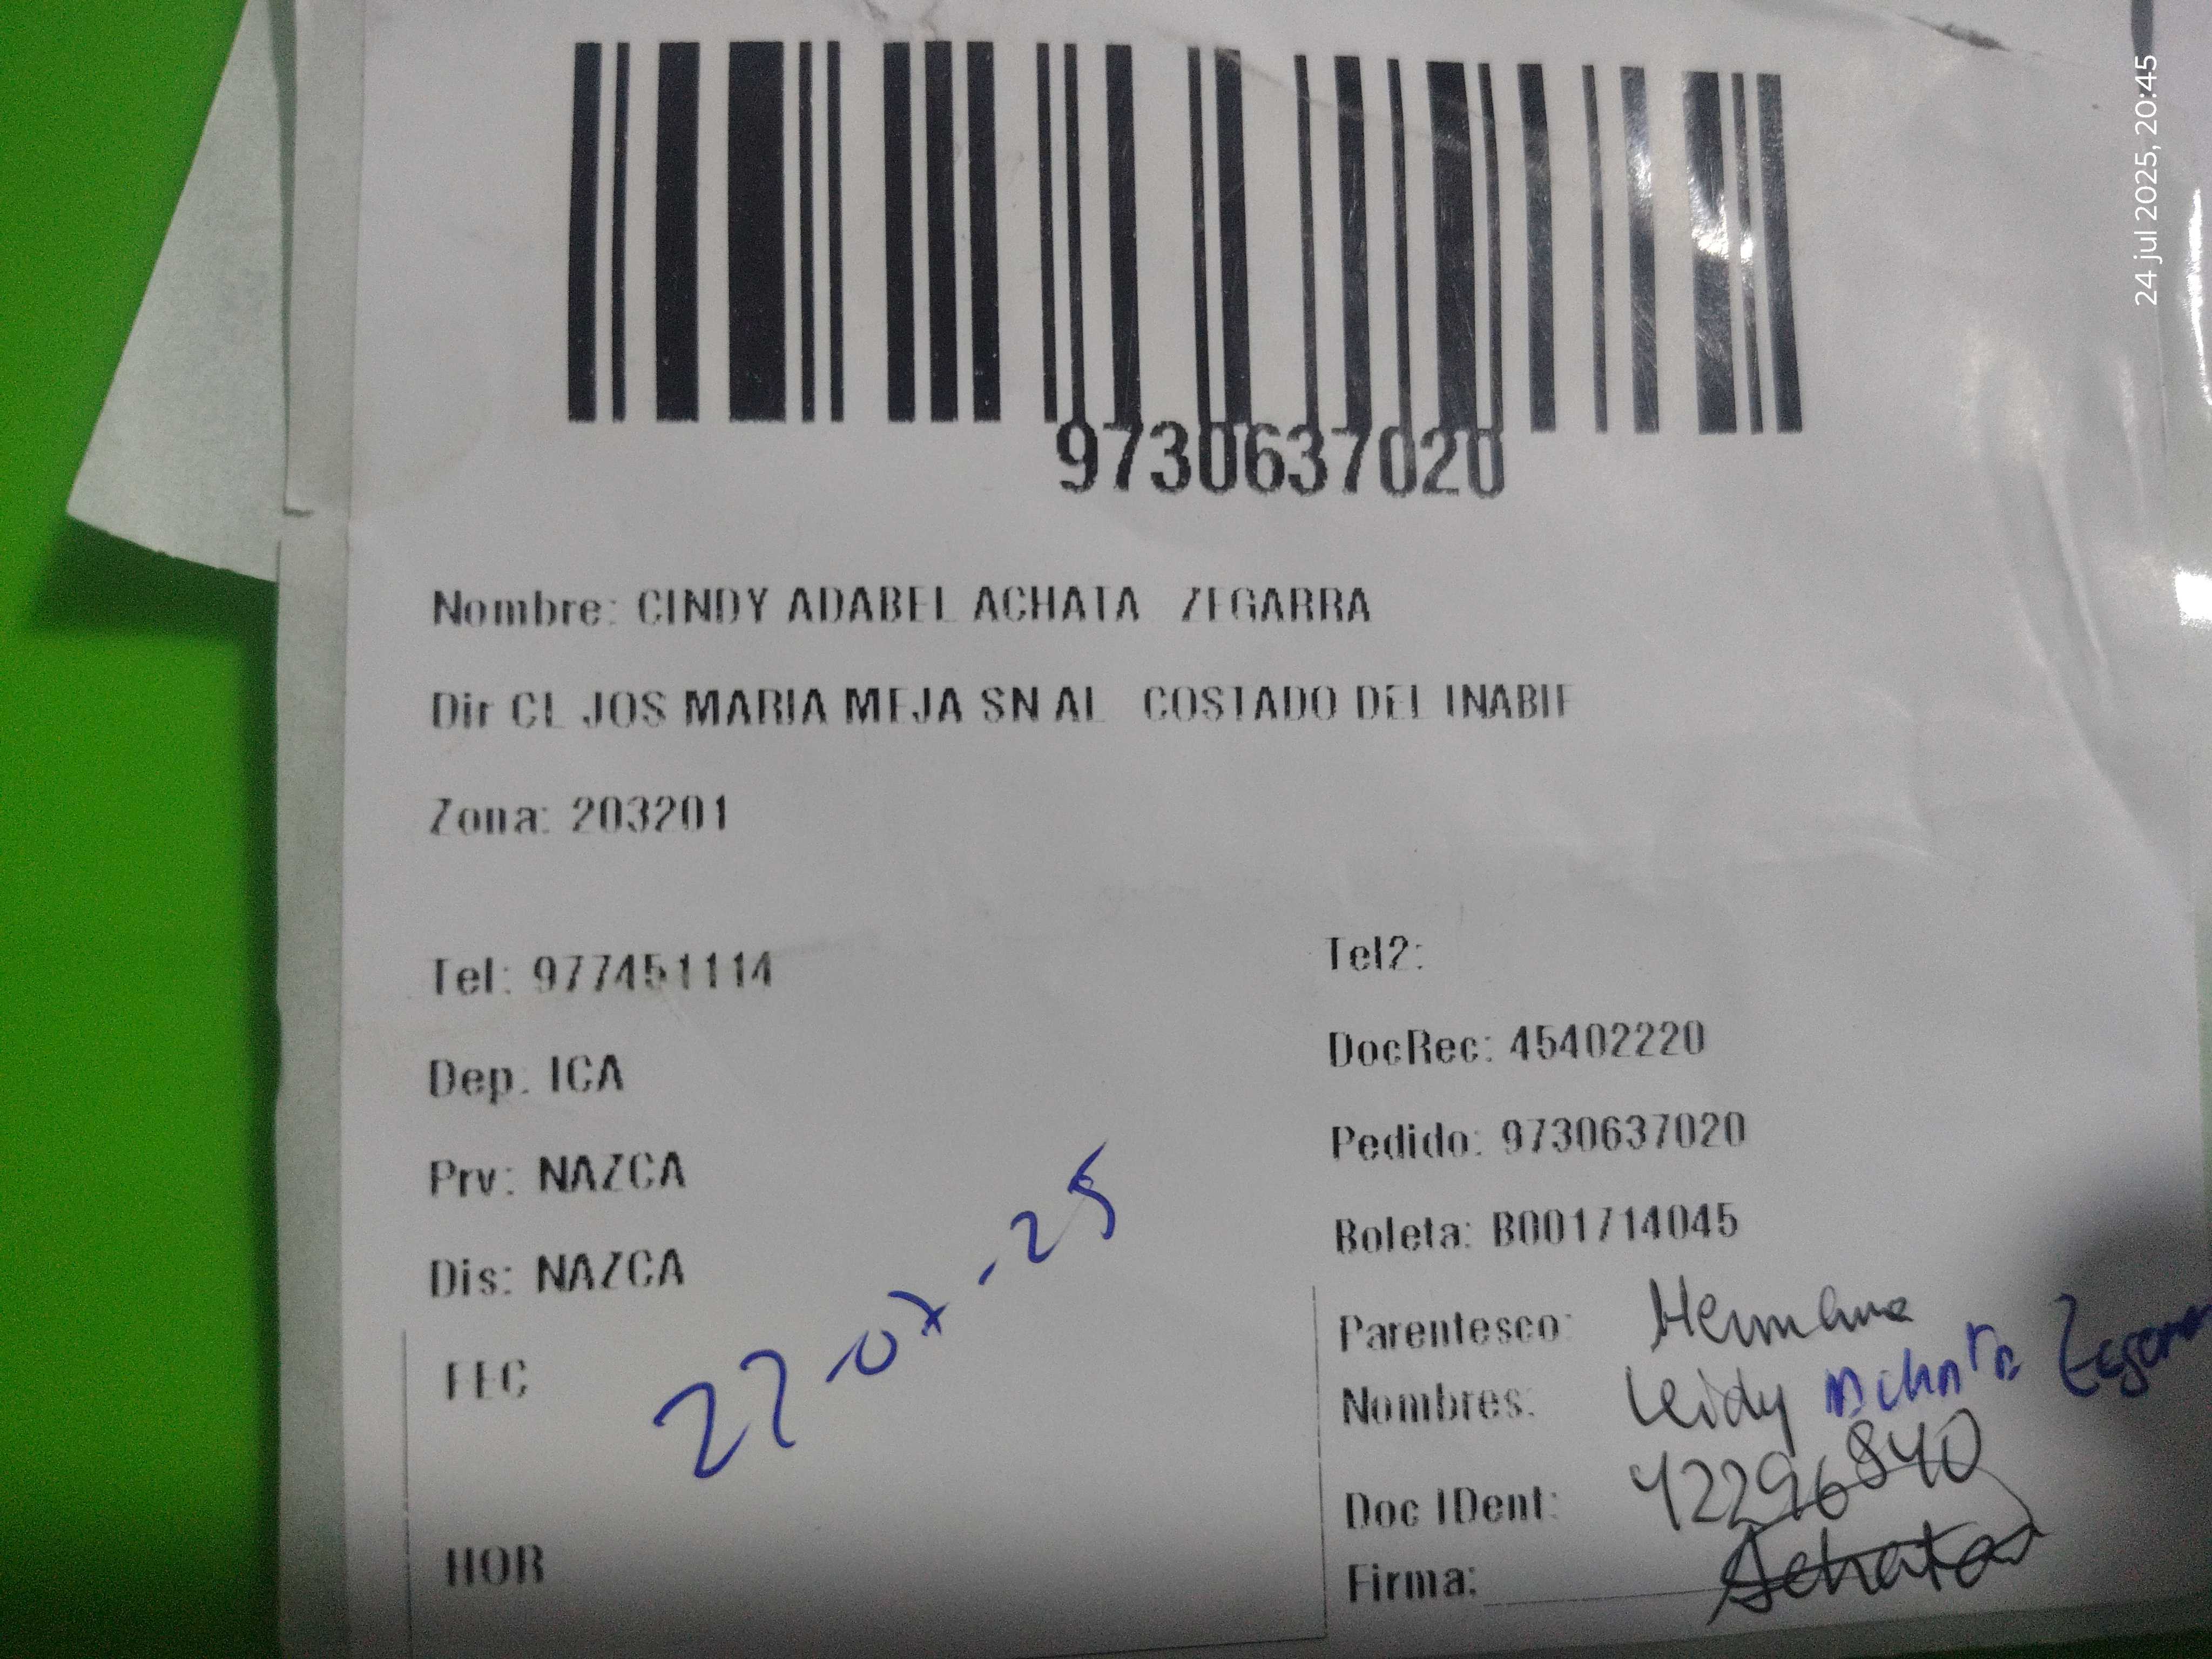 24 jul 2025, 20:45
9730637020
Nombre: CINDY ADABEL ACHATA ZEGARRA
Dir CL JOS MARIA MEJA SN AL COSTADO DEL INABIF
Zona: 203201
Tel: 977451114
Tel2:
Dep. ICA
DocRec: 45402220
Prv: NAZCA
Pedido: 9730637020
Dis: NAZCA
Boleta: B001714045
FEC
27-07-25
HOR
Parentesco: Hermana
Nombres: Leidy Achata Zegarra
Doc IDent: 42296840
Firma: Achata